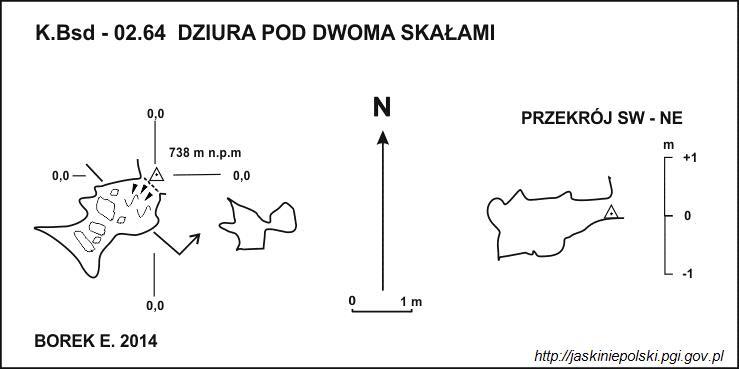 K.Bsd - 02.64 DZIURA POD DWOMA SKAŁAMI
0,0
N
PRZEKRÓJ SW - NE
738 m n.p.m
m
+1
0,0
0,0
0
-1
0,0
0 1 m
BOREK E. 2014
http://jaskiniepolski.pgi.gov.pl